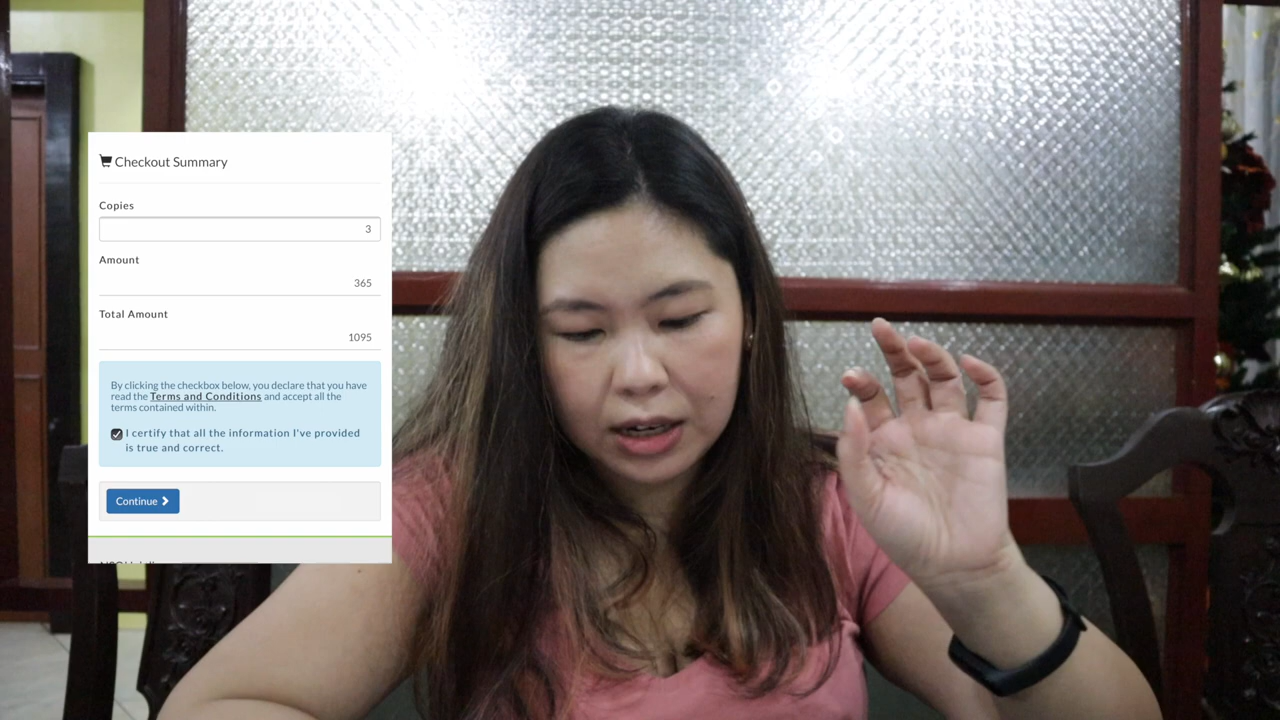 Checkout Summary
Copies
3
Amount
365
Total Amount
1095
By clicking the checkbox below, you declare that you have
read the Terms and Conditions and accept all the
terms contained within.
I certify that all the information I've provided
is true and correct.
Continue